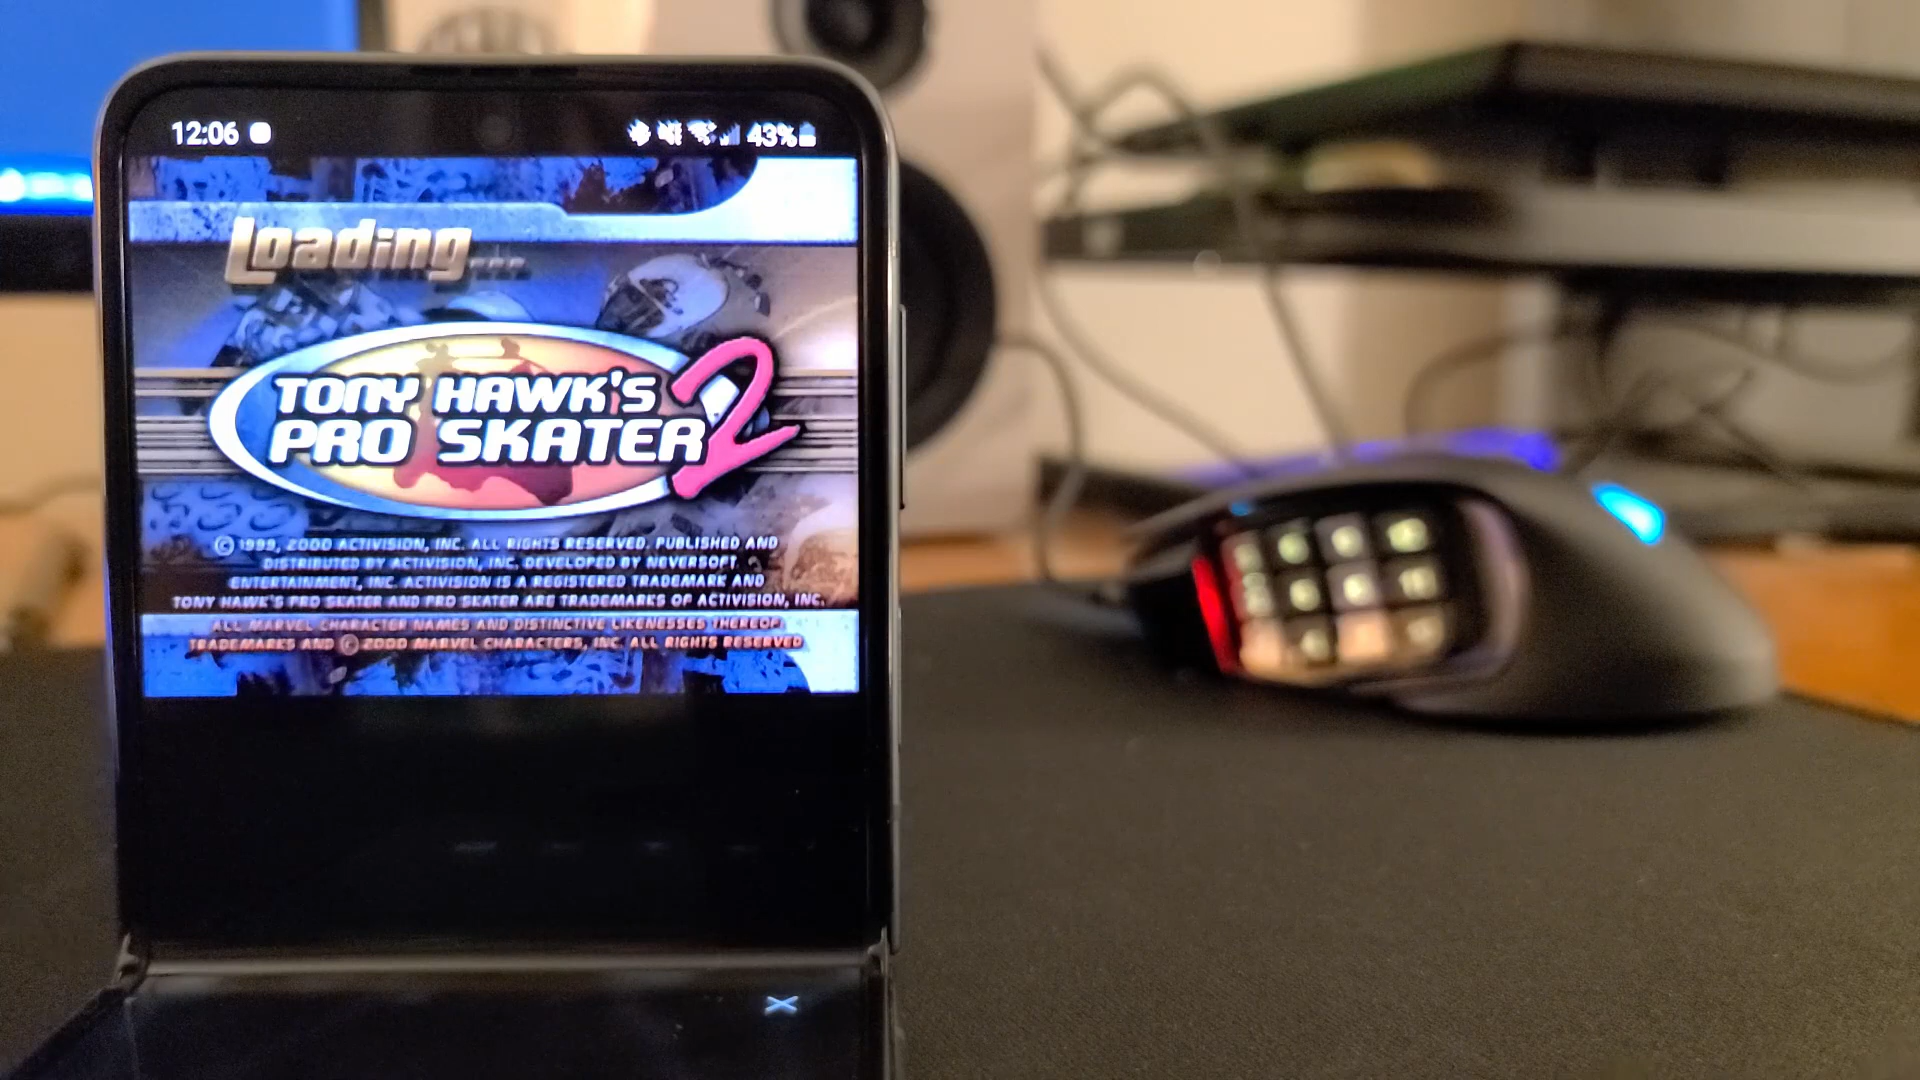 12:06
43%
Loading...
TONY HAWK'S
PRO SKATER 2
© 1999, 2000 ACTIVISION, INC. ALL RIGHTS RESERVED. PUBLISHED AND
DISTRIBUTED BY ACTIVISION, INC. DEVELOPED BY NEVERSOFT
ENTERTAINMENT, INC. ACTIVISION IS A REGISTERED TRADEMARK AND
TONY HAWK'S PRO SKATER AND PRO SKATER ARE TRADEMARKS OF ACTIVISION, INC.
ALL MARVEL CHARACTER NAMES AND DISTINCTIVE LIKENESSES THEREOF
TRADEMARKS AND © 2000 MARVEL CHARACTERS, INC. ALL RIGHTS RESERVED